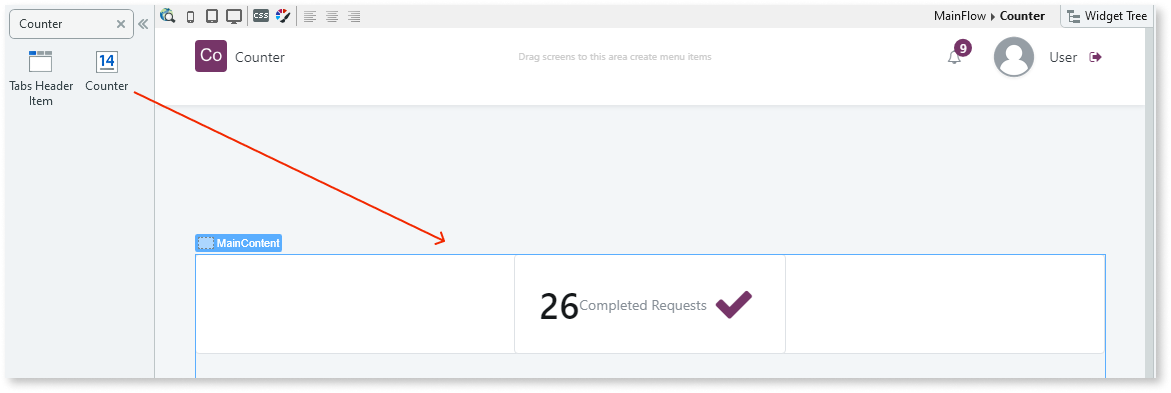 Counter
Tabs Header
Item
14
Counter
CSS
MainFlow Counter
Widget Tree
Co
Counter
Drag screens to this area create menu items
9
User
MainContent
26 Completed Requests